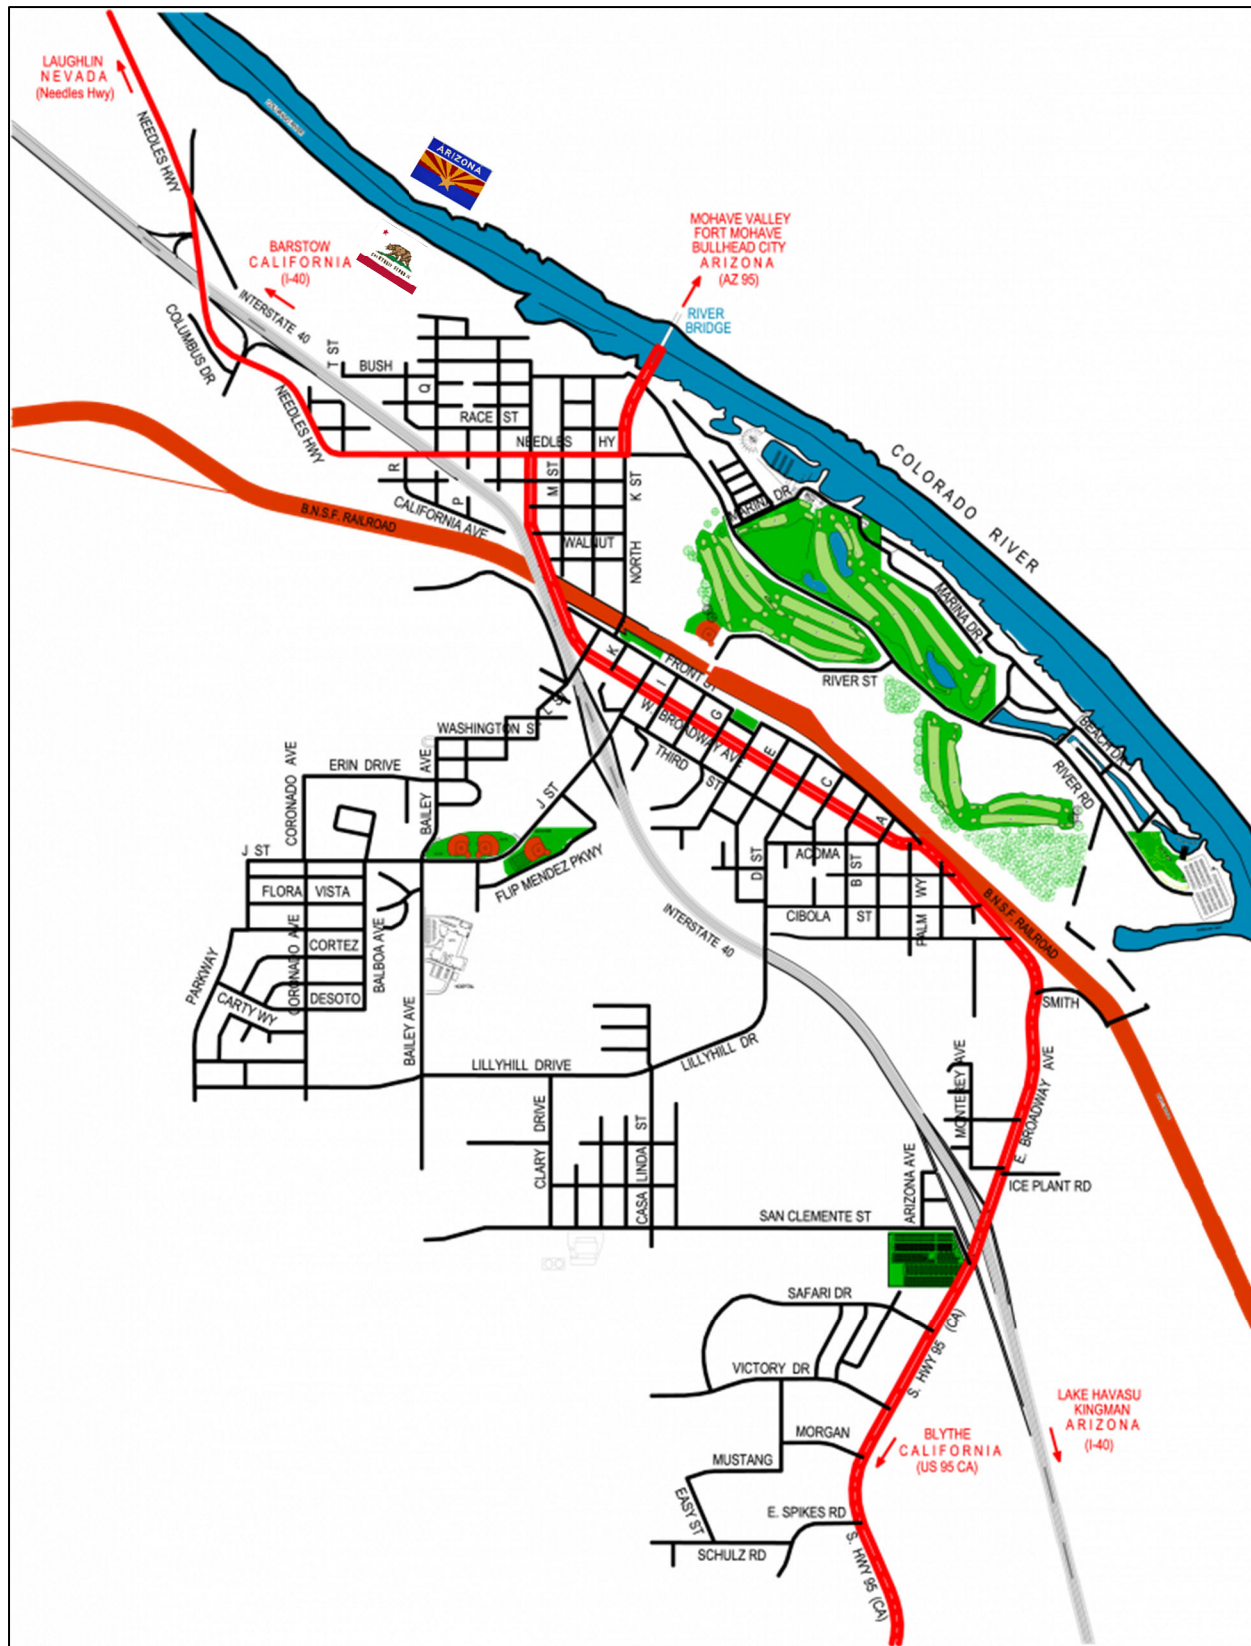 LAUGHLIN
NEVADA
(Needles Hwy)
NEEDLES HWY
ARIZONA
CALIFORNIA REPUBLIC
BARSTOW
CALIFORNIA
(I-40)
MOHAVE VALLEY
FORT MOHAVE
BULLHEAD CITY
ARIZONA
(AZ 95)
RIVER
BRIDGE
INTERSTATE 40
COLUMBUS DR
T ST
BUSH
Q
RACE ST
NEEDLES HWY
NEEDLES HY
R
P
M ST
K ST
CALIFORNIA AVE
B.N.S.F. RAILROAD
WALNUT
NORTH
MARINA DR
COLORADO RIVER
MARINA DR
K
FRONT ST
RIVER ST
I
G
W. BROADWAY AVE
L ST
WASHINGTON ST
THIRD ST
E
C
A
BEACH DR
RIVER RD
CORONADO AVE
ERIN DRIVE
BAILEY AVE
J ST
J ST
FLIP MENDEZ PKWY
D ST
ACOMA
B ST
PALM WY
CIBOLA ST
FLORA VISTA
CORONADO AVE
CORTEZ
BALBOA AVE
DESOTO
PARKWAY
CARTY WY
HOSPITAL
INTERSTATE 40
B.N.S.F. RAILROAD
SMITH
BAILEY AVE
LILLYHILL DRIVE
LILLYHILL DR
CLARY DRIVE
CASA LINDA ST
MONTEREY AVE
E. BROADWAY AVE
ARIZONA AVE
ICE PLANT RD
SAN CLEMENTE ST
SAFARI DR
S. HWY 95 (CA)
VICTORY DR
LAKE HAVASU
KINGMAN
ARIZONA
(I-40)
MORGAN
BLYTHE
CALIFORNIA
(US 95 CA)
MUSTANG
EASY ST
E. SPIKES RD
SCHULZ RD
S. HWY 95 (CA)